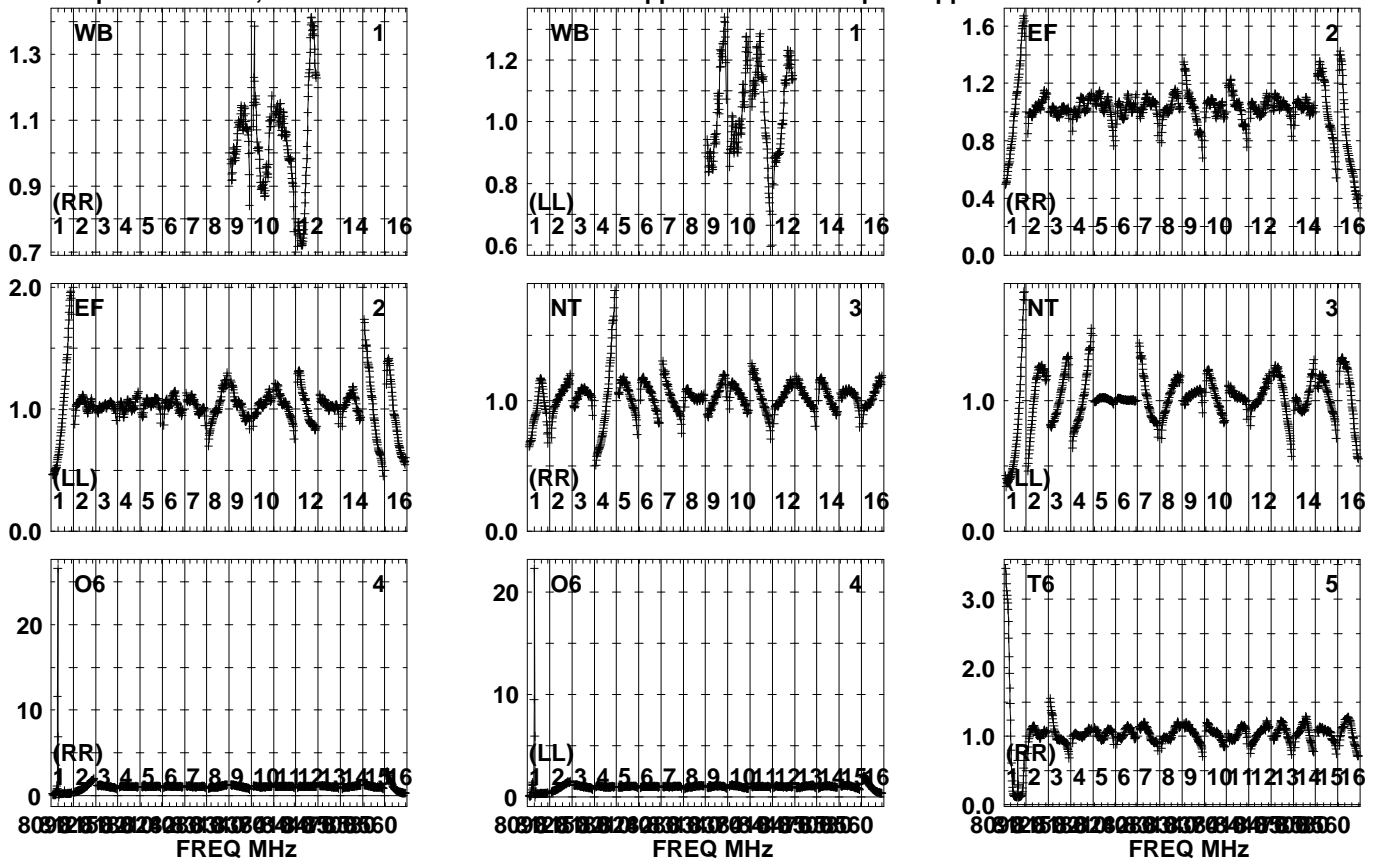 WB 1
1.3
1.1
0.9
0.7
(RR)
1 2 3 4 5 6 7 8 9 10 12 14 16
WB 1
1.2
1.0
0.8
0.6
(LL)
1 2 3 4 5 6 7 8 9 10 12 14 16
EF 2
1.6
1.2
0.8
0.4
0.0
(RR)
1 2 3 4 5 6 7 8 9 10 12 14 16
EF 2
2.0
1.0
0.0
(LL)
1 2 3 4 5 6 7 8 9 10 12 14 16
NT 3
1.0
0.0
(RR)
1 2 3 4 5 6 7 8 9 10 12 14 16
NT 3
1.0
0.0
(LL)
1 2 3 4 5 6 7 8 9 10 12 14 16
O6 4
20
10
0
(RR)
1 2 3 4 5 6 7 8 9 10 11 12 13 14 15 16
FREQ MHz
O6 4
20
10
0
(LL)
1 2 3 4 5 6 7 8 9 10 11 12 13 14 15 16
FREQ MHz
T6 5
3.0
2.0
1.0
0.0
(RR)
1 2 3 4 5 6 7 8 9 10 11 12 13 14 15 16
FREQ MHz